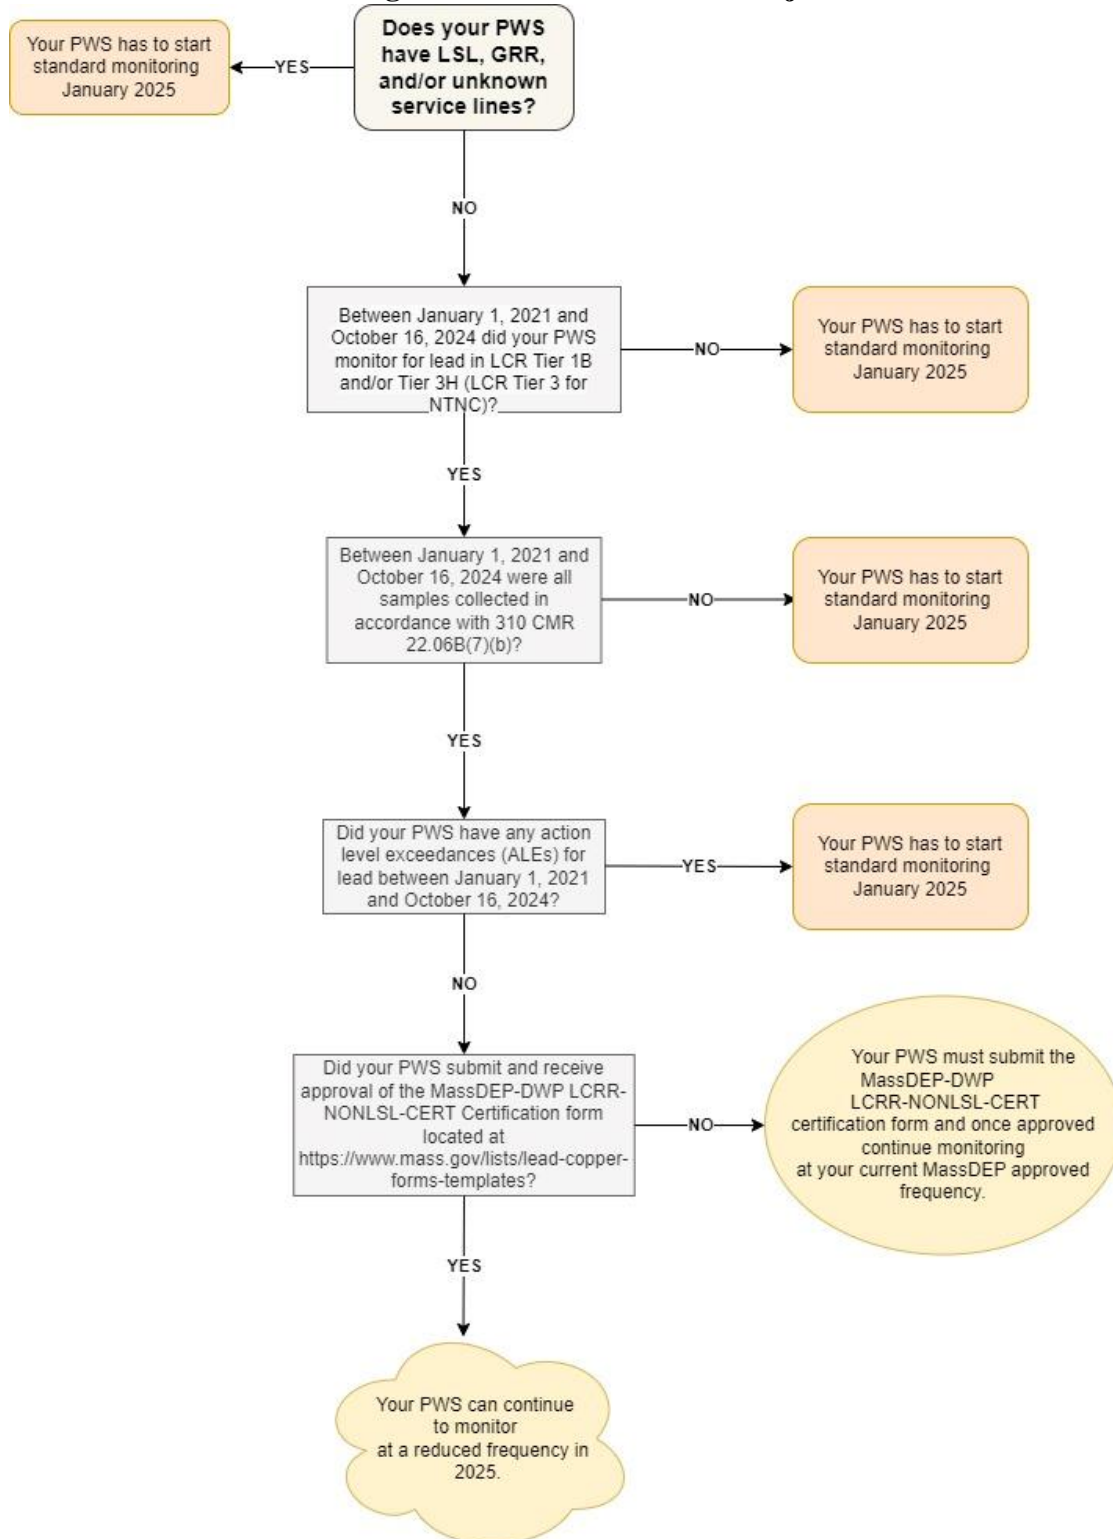 Does your PWS
have LSL, GRR,
and/or unknown
service lines?
YES
Your PWS has to start
standard monitoring
January 2025
NO
Between January 1, 2021 and
October 16, 2024 did your PWS
monitor for lead in LCR Tier 1B
and/or Tier 3H (LCR Tier 3 for
NTNC)?
NO
Your PWS has to start
standard monitoring
January 2025
YES
Between January 1, 2021 and
October 16, 2024 were all
samples collected in
accordance with 310 CMR
22.06B(7)(b)?
NO
Your PWS has to start
standard monitoring
January 2025
YES
Did your PWS have any action
level exceedances (ALEs) for
lead between January 1, 2021
and October 16, 2024?
YES
Your PWS has to start
standard monitoring
January 2025
NO
Did your PWS submit and receive
approval of the MassDEP-DWP LCRR-
NONLSL-CERT Certification form
located at
https://www.mass.gov/lists/lead-copper-
forms-templates?
NO
Your PWS must submit the
MassDEP-DWP
LCRR-NONLSL-CERT
certification form and once approved
continue monitoring
at your current MassDEP approved
frequency.
YES
Your PWS can continue
to monitor
at a reduced frequency in
2025.